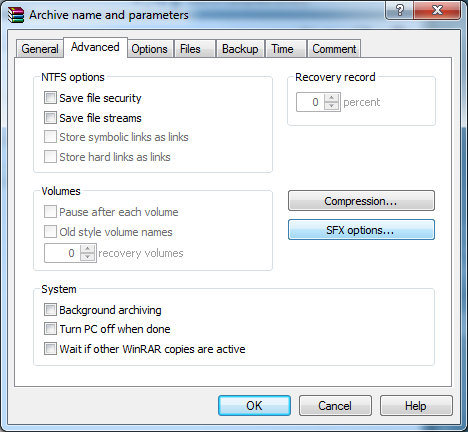 Archive name and parameters
?
General Advanced Options Files Backup Time Comment
NTFS options
Save file security
Save file streams
Store symbolic links as links
Store hard links as links
Recovery record
0 percent
Volumes
Pause after each volume
Old style volume names
0 recovery volumes
Compression...
SFX options...
System
Background archiving
Turn PC off when done
Wait if other WinRAR copies are active
OK Cancel Help